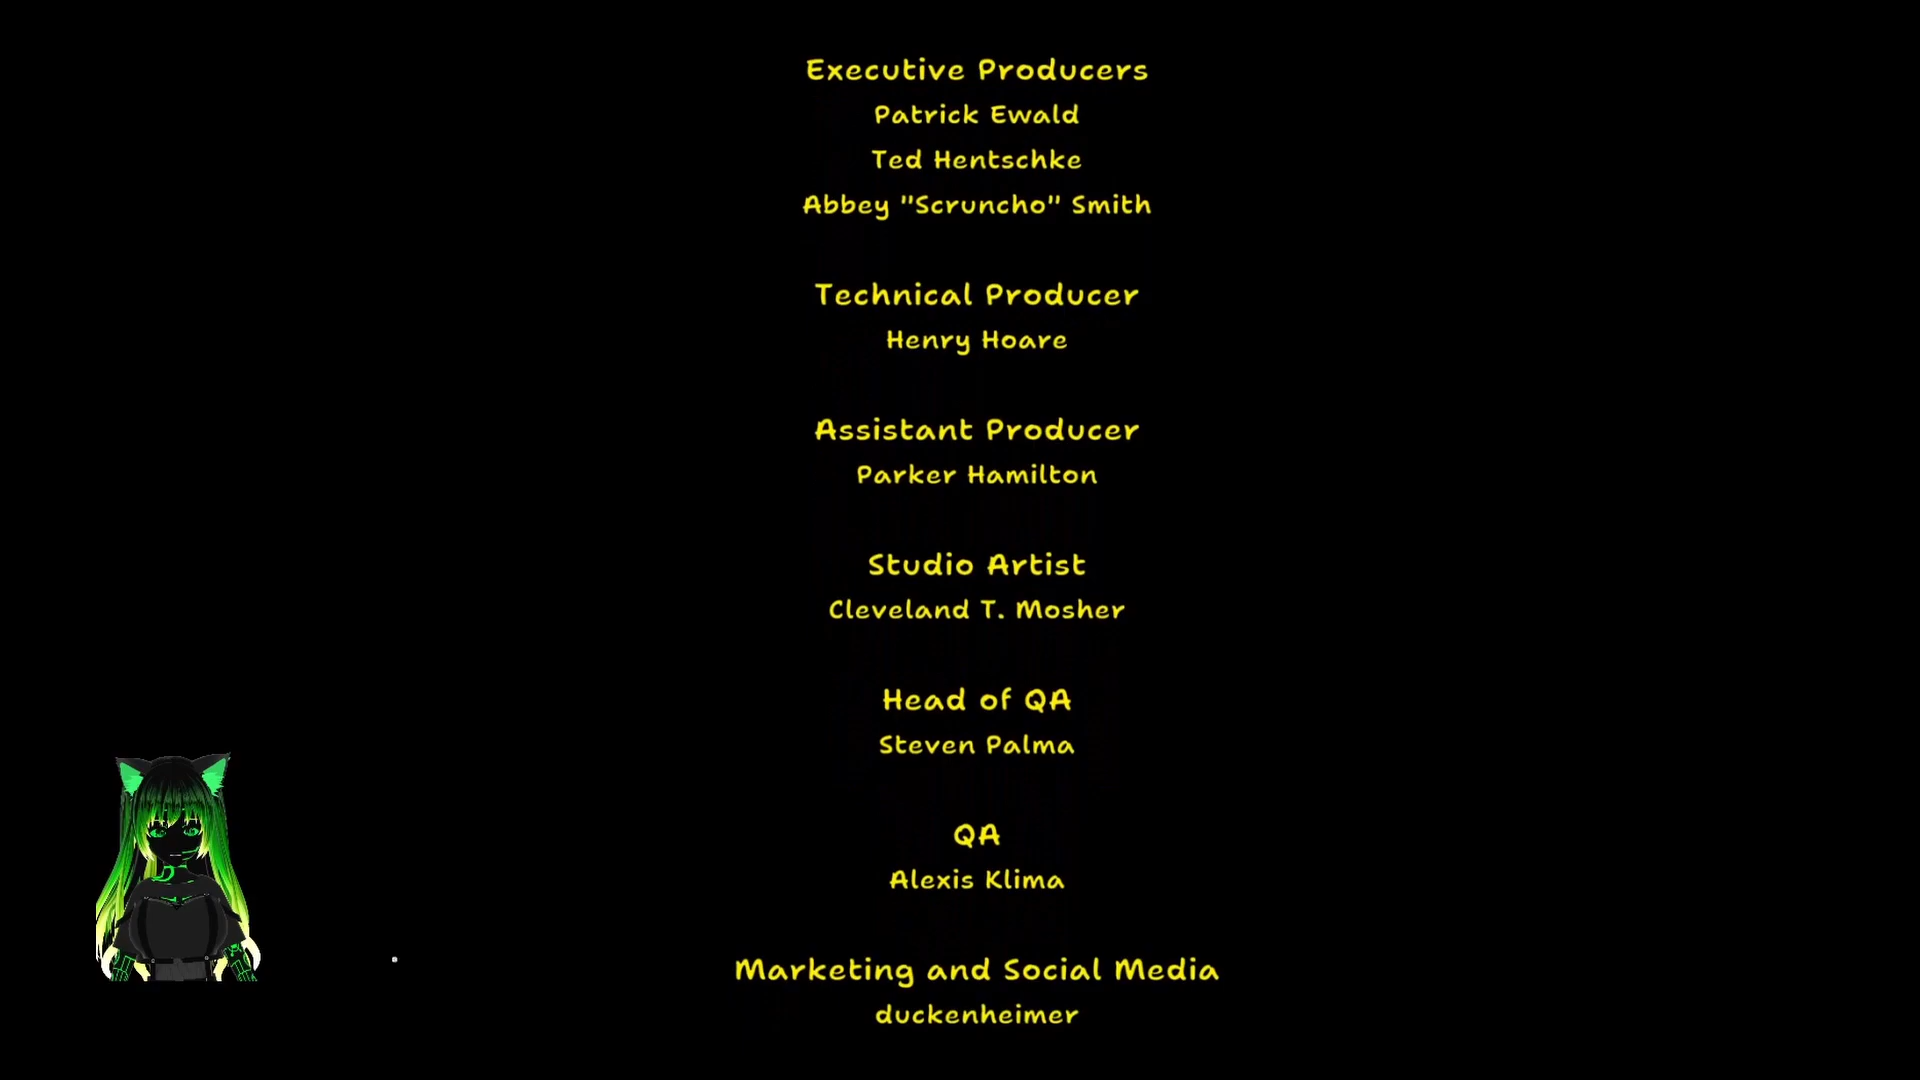 Executive Producers
Patrick Ewald
Ted Hentschke
Abbey "Scruncho" Smith
Technical Producer
Henry Hoare
Assistant Producer
Parker Hamilton
Studio Artist
Cleveland T. Mosher
Head of QA
Steven Palma
QA
Alexis Klima
Marketing and Social Media
duckenheimer